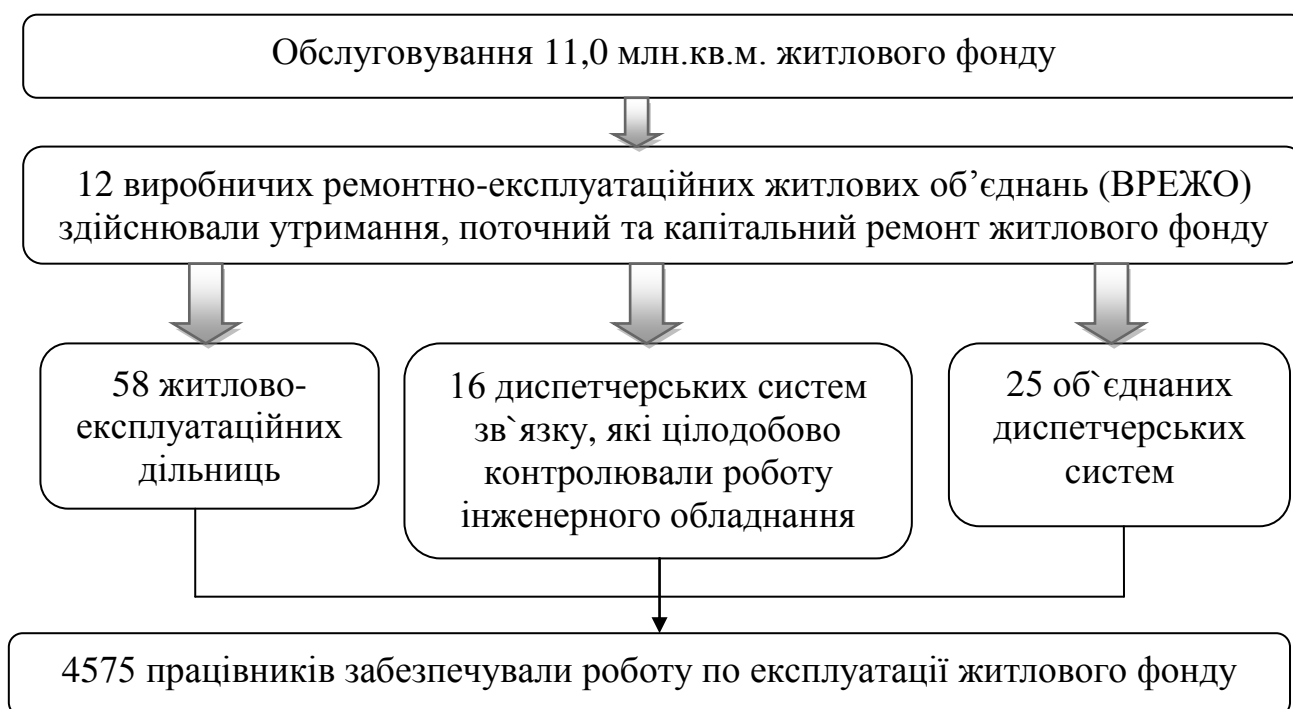 Обслуговування 11,0 млн.кв.м. житлового фонду
12 виробничих ремонтно-експлуатаційних житлових об’єднань (ВРЕЖО)
здійснювали утримання, поточний та капітальний ремонт житлового фонду
58 житлово-
експлуатаційних
дільниць
16 диспетчерських систем
зв`язку, які цілодобово
контролювали роботу
інженерного обладнання
25 об`єднаних
диспетчерських
систем
4575 працівників забезпечували роботу по експлуатації житлового фонду